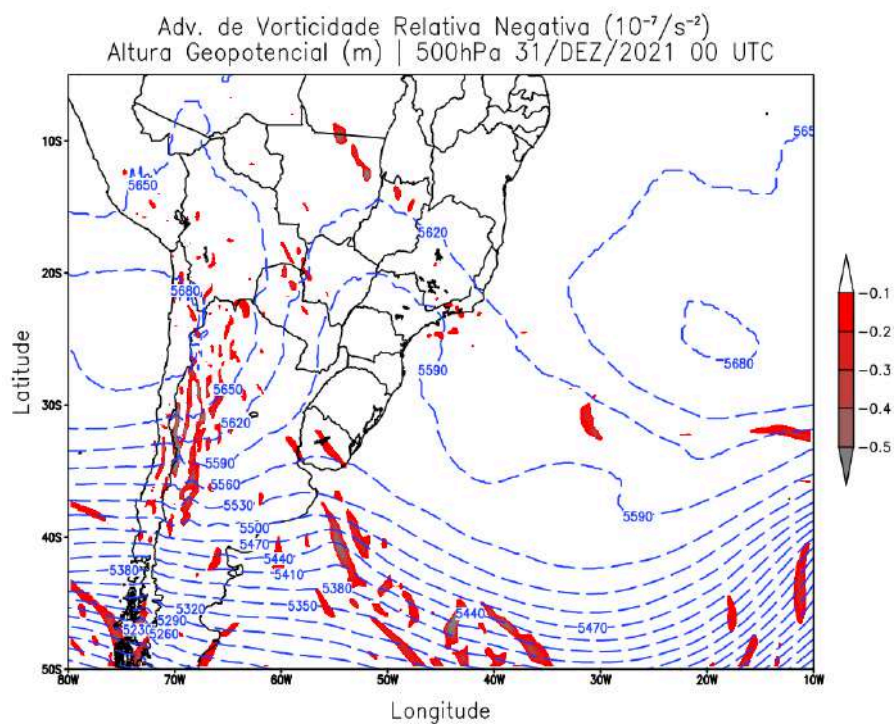 Adv. de Vorticidade Relativa Negativa (10⁻⁷/s⁻²)
Altura Geopotencial (m) | 500hPa 31/DEZ/2021 00 UTC
10S
20S
30S
40S
50S
Latitude
80W
70W
60W
50W
40W
30W
20W
10W
Longitude
5650
5650
5620
5680
5590
5680
5650
5620
5590
5560
5530
5500
5470
5440
5410
5380
5350
5380
5320
5290
5260
5230
5440
5470
5590
-0.1
-0.2
-0.3
-0.4
-0.5